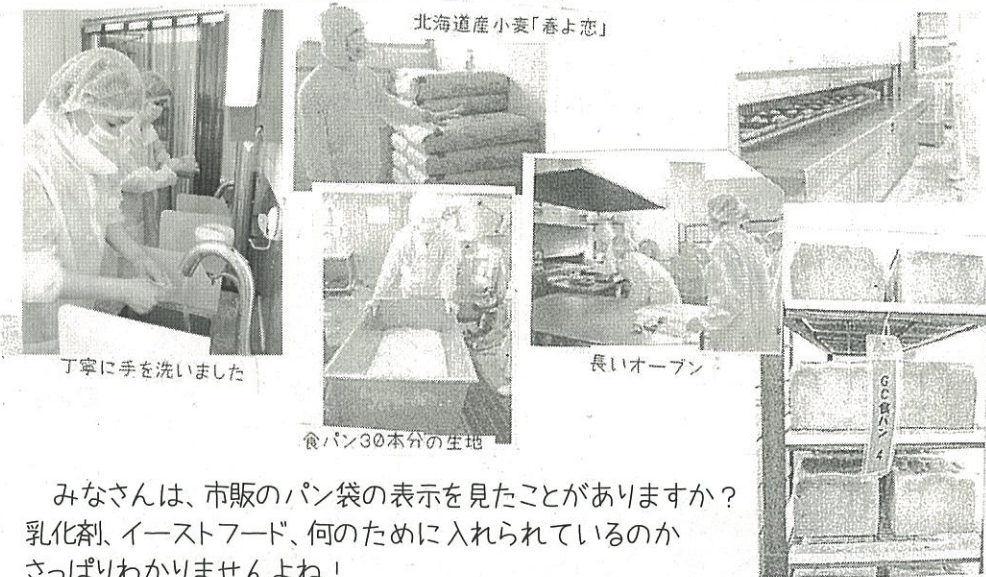 北海道産小麦「春よ恋」
丁寧に手を洗いました
長いオーブン
食パン30本分の生地
GC食パン 4
みなさんは、市販のパン袋の表示を見たことがありますか?
乳化剤、イーストフード、何のために入れられているのか
さっぱりわかりませんよね!